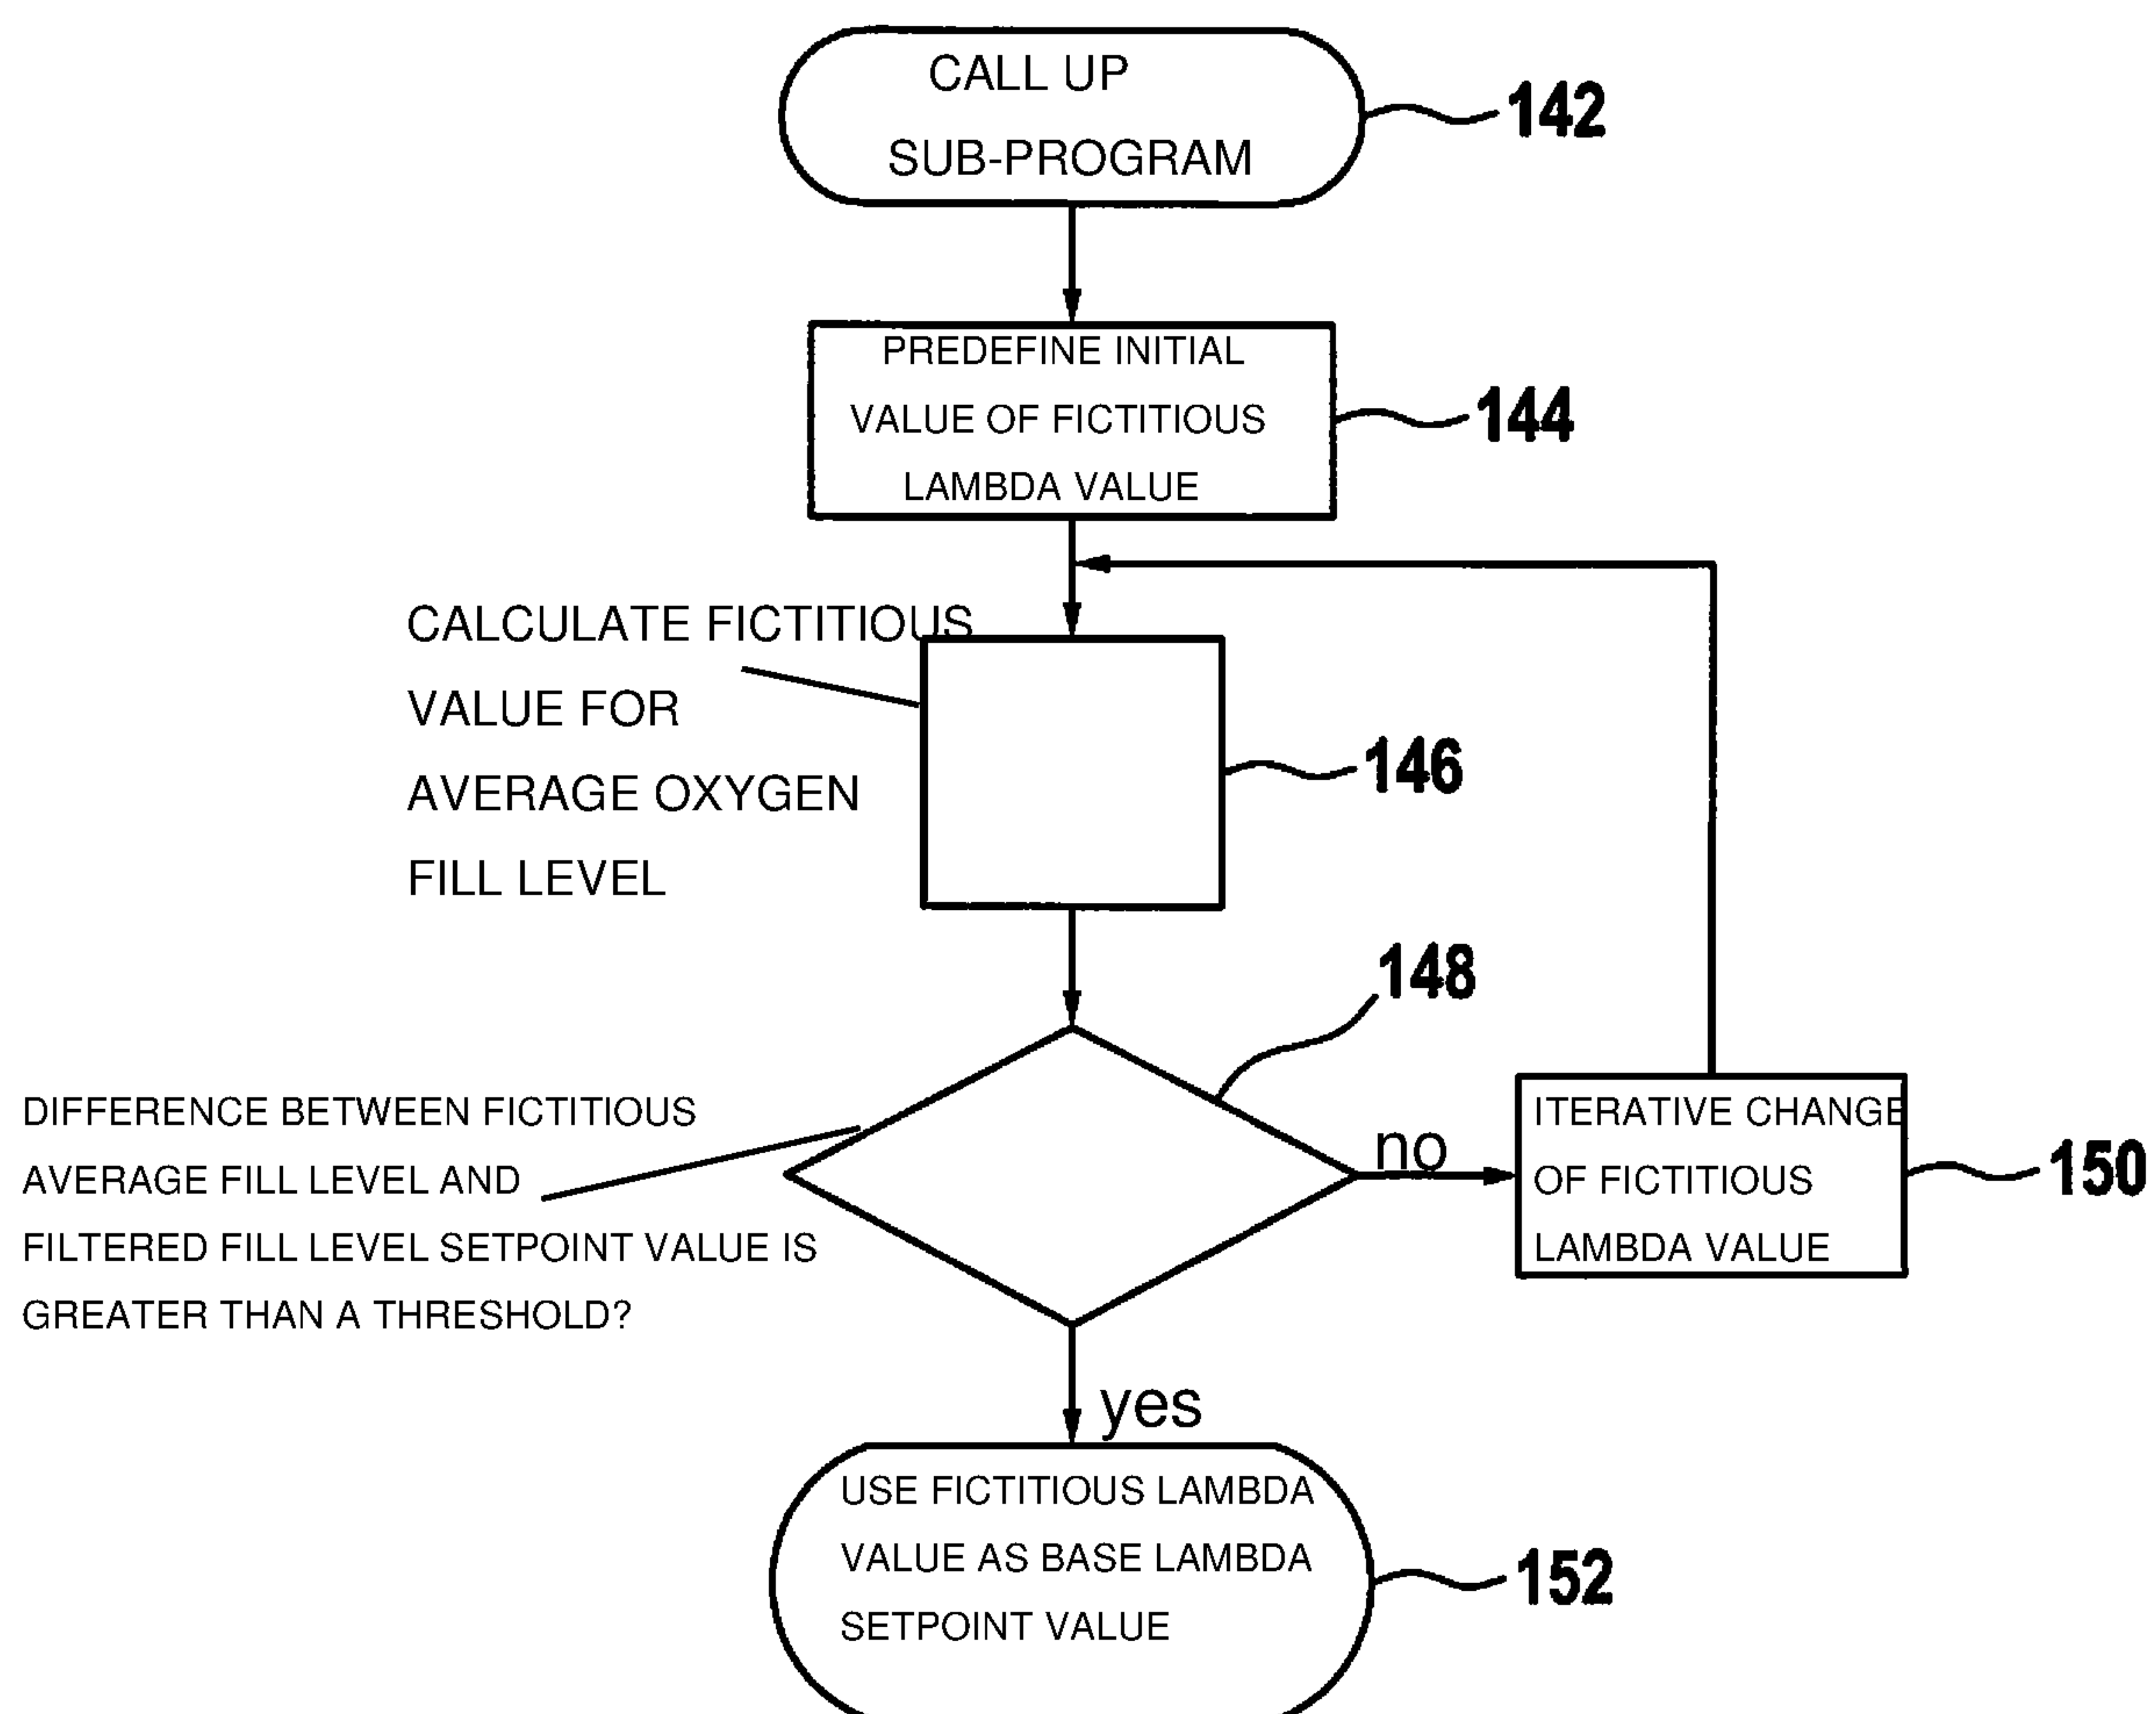 CALL UP
SUB-PROGRAM
142
PREDEFINE INITIAL
VALUE OF FICTITIOUS
LAMBDA VALUE
144
CALCULATE FICTITIOUS
VALUE FOR
AVERAGE OXYGEN
FILL LEVEL
146
148
DIFFERENCE BETWEEN FICTITIOUS
AVERAGE FILL LEVEL AND
FILTERED FILL LEVEL SETPOINT VALUE IS
GREATER THAN A THRESHOLD?
no
ITERATIVE CHANGE
OF FICTITIOUS
LAMBDA VALUE
150
yes
USE FICTITIOUS LAMBDA
VALUE AS BASE LAMBDA
SETPOINT VALUE
152